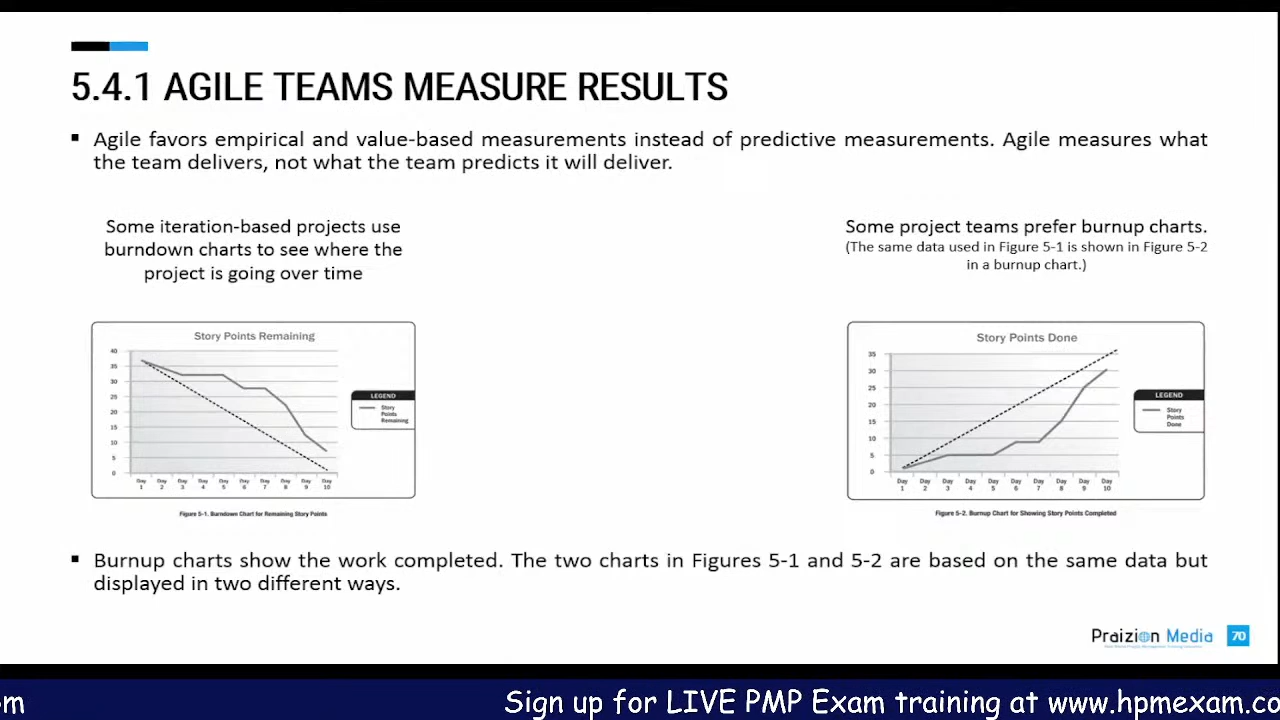 5.4.1 AGILE TEAMS MEASURE RESULTS
▪ Agile favors empirical and value-based measurements instead of predictive measurements. Agile measures what
the team delivers, not what the team predicts it will deliver.
Some iteration-based projects use
burndown charts to see where the
project is going over time
Some project teams prefer burnup charts.
(The same data used in Figure 5-1 is shown in Figure 5-2
in a burnup chart.)
Story Points Remaining
40
35
30
25
20
15
10
5
0
Day 1 Day 2 Day 3 Day 4 Day 5 Day 6 Day 7 Day 8 Day 9 Day 10
LEGEND
Story
Points
Remaining
Figure 5-1. Burndown Chart for Remaining Story Points
Story Points Done
35
30
25
20
15
10
5
0
Day 1 Day 2 Day 3 Day 4 Day 5 Day 6 Day 7 Day 8 Day 9 Day 10
LEGEND
Story
Points
Done
Figure 5-2. Burnup Chart for Showing Story Points Completed
▪ Burnup charts show the work completed. The two charts in Figures 5-1 and 5-2 are based on the same data but
displayed in two different ways.
Praizion Media 70
om Sign up for LIVE PMP Exam training at www.hpmexam.co